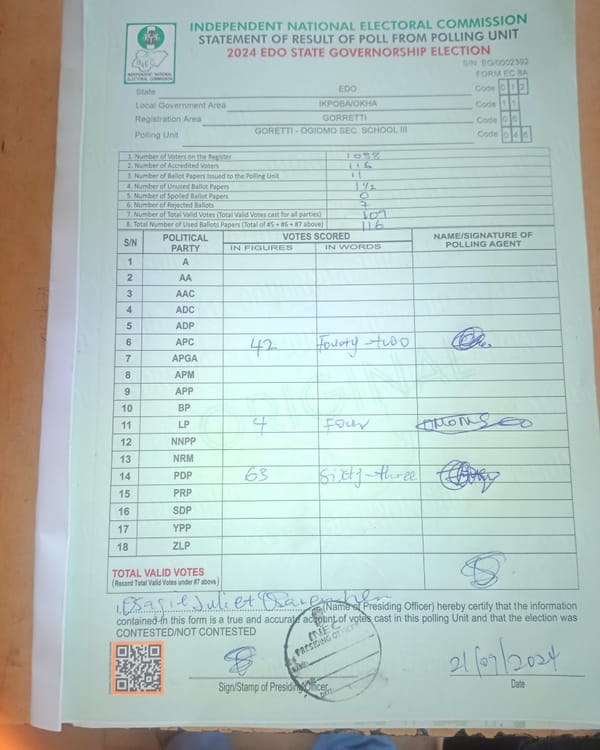 INDEPENDENT NATIONAL ELECTORAL COMMISSION
STATEMENT OF RESULT OF POLL FROM POLLING UNIT
2024 EDO STATE GOVERNORSHIP ELECTION
INEC
INDEPENDENT NATIONAL ELECTORAL COMMISSION
S/N: EG/0002392
FORM EC 8A
State EDO Code 0 1 2
Local Government Area IKPOBA/OKHA Code 1 1
Registration Area GORRETTI Code 0 6
Polling Unit GORETTI - OGIOMO SEC. SCHOOL III Code 0 4 6
1. Number of Voters on the Register 1088
2. Number of Accredited Voters 116
3. Number of Ballot Papers Issued to the Polling Unit
4. Number of Unused Ballot Papers
5. Number of Spoiled Ballot Papers 0
6. Number of Rejected Ballots 7
7. Number of Total Valid Votes (Total Valid Votes cast for all parties) 109
8. Total Number of Used Ballots Papers (Total of #5 + #6 + #7 above) 116
S/N POLITICAL PARTY VOTES SCORED NAME/SIGNATURE OF POLLING AGENT
IN FIGURES IN WORDS
1 A
2 AA
3 AAC
4 ADC
5 ADP
6 APC 42 Fourty-two
7 APGA
8 APM
9 APP
10 BP
11 LP 4 Four
12 NNPP
13 NRM
14 PDP 63 Sixty-three
15 PRP
16 SDP
17 YPP
18 ZLP
ORIGINAL
TOTAL VALID VOTES
(Record Total Valid Votes under #7 above)
I, Osagie Juliet (Name of Presiding Officer) hereby certify that the information
contained in this form is a true and accurate account of votes cast in this polling Unit and that the election was
CONTESTED/NOT CONTESTED
INEC
PRESIDING OFFICER
21/09/2024
Sign/Stamp of Presiding Officer
Date